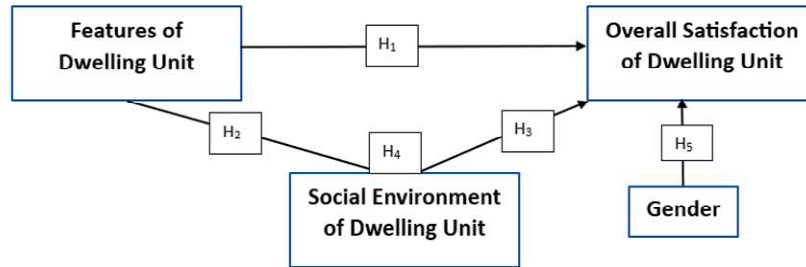 Features of
Dwelling Unit
H₁
Overall Satisfaction
of Dwelling Unit
H₂
H₄
H₃
H₅
Social Environment
of Dwelling Unit
Gender